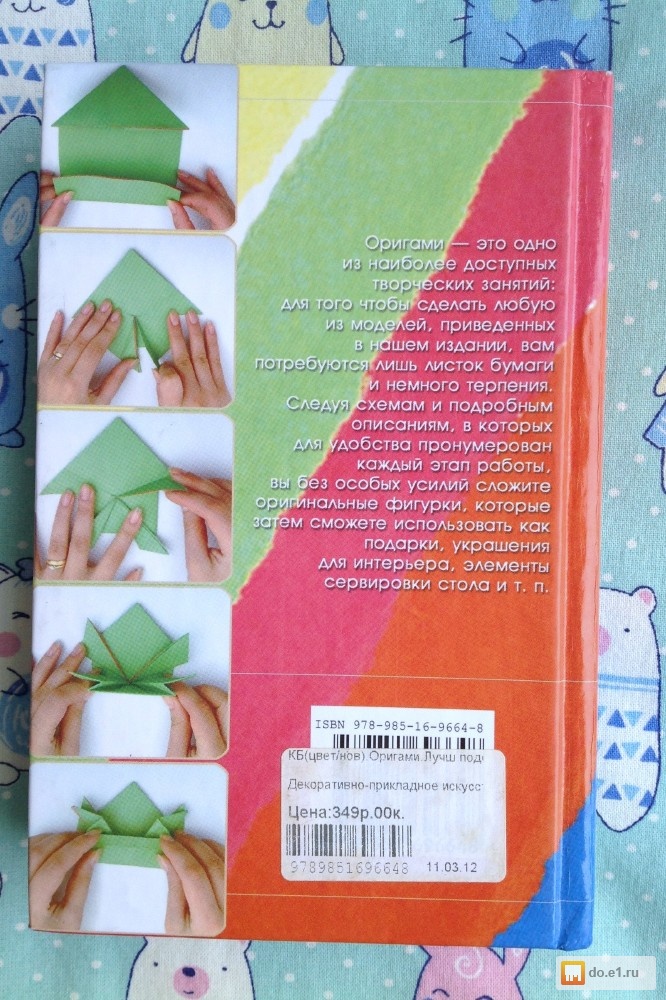 Оригами — это одно
из наиболее доступных
творческих занятий:
для того чтобы сделать любую
из моделей, приведенных
в нашем издании, вам
потребуются лишь листок бумаги
и немного терпения.
Следуя схемам и подробным
описаниям, в которых
для удобства пронумерован
каждый этап работы,
вы без особых усилий сложите
оригинальные фигурки, которые
затем сможете использовать как
подарки, украшения
для интерьера, элементы
сервировки стола и т. п.
ISBN 978-985-16-9664-8
КБ(цвет/нов) Оригами.Лучш
Декоративно-прикладное
Цена:349р.00к.
9789851696648 11.03.12
do.e1.ru